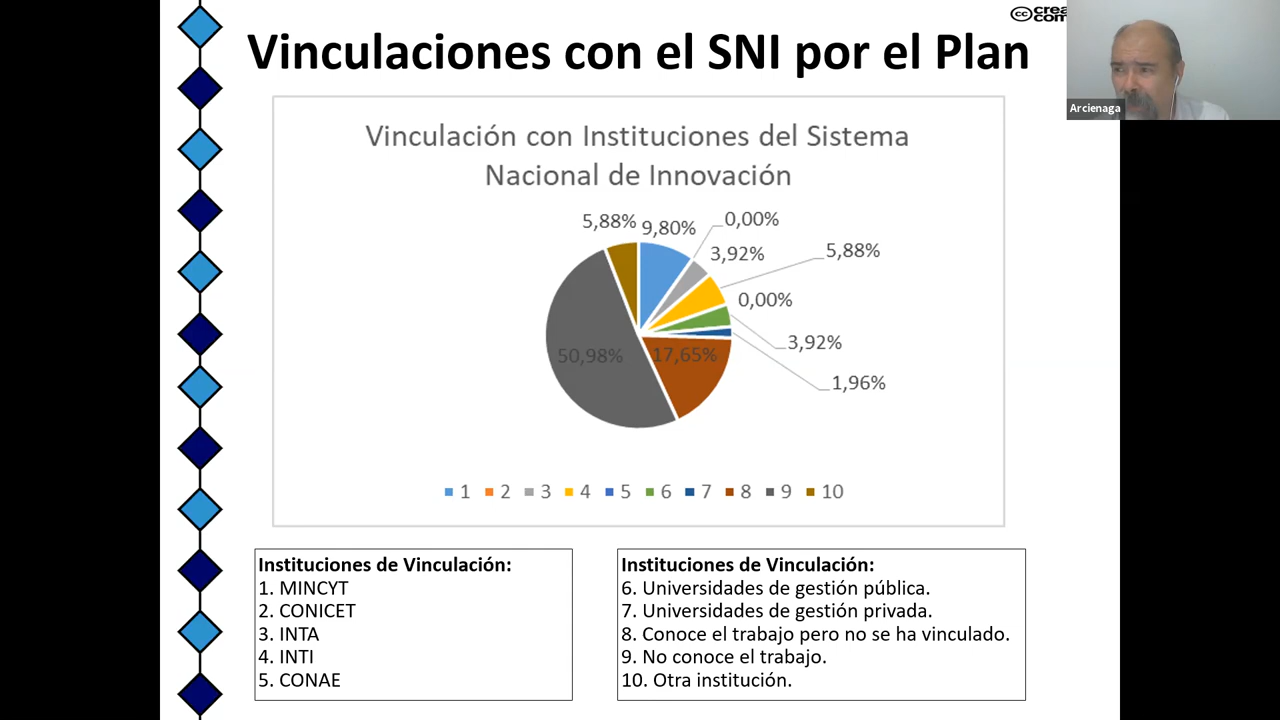 Vinculaciones con el SNI por el Plan
Arcienaga
Vinculación con Instituciones del Sistema
Nacional de Innovación
5,88%
9,80%
0,00%
3,92%
5,88%
0,00%
3,92%
1,96%
50,98%
17,65%
1 2 3 4 5 6 7 8 9 10
Instituciones de Vinculación:
1. MINCYT
2. CONICET
3. INTA
4. INTI
5. CONAE
Instituciones de Vinculación:
6. Universidades de gestión pública.
7. Universidades de gestión privada.
8. Conoce el trabajo pero no se ha vinculado.
9. No conoce el trabajo.
10. Otra institución.